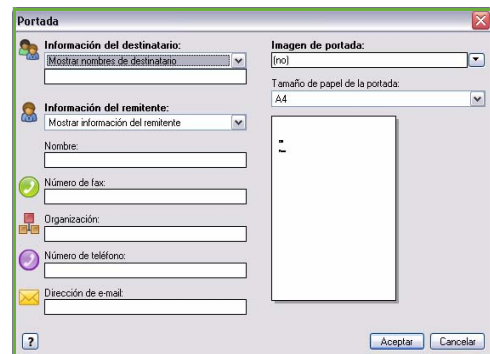 Portada
Información del destinatario:
Mostrar nombres de destinatario
Información del remitente:
Mostrar información del remitente
Nombre:
Número de fax:
Organización:
Número de teléfono:
Dirección de e-mail:
Imagen de portada:
(no)
Tamaño de papel de la portada:
A4
?
Aceptar
Cancelar